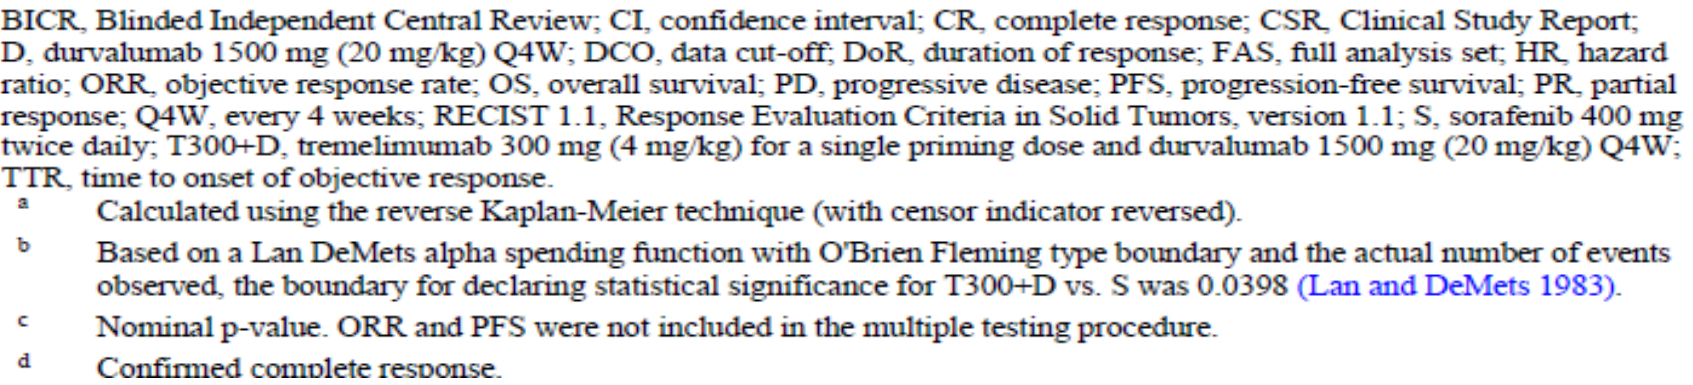 BICR, Blinded Independent Central Review; CI, confidence interval; CR, complete response; CSR, Clinical Study Report;
D, durvalumab 1500 mg (20 mg/kg) Q4W; DCO, data cut-off; DoR, duration of response; FAS, full analysis set; HR, hazard
ratio; ORR, objective response rate; OS, overall survival; PD, progressive disease; PFS, progression-free survival; PR, partial
response; Q4W, every 4 weeks; RECIST 1.1, Response Evaluation Criteria in Solid Tumors, version 1.1; S, sorafenib 400 mg
twice daily; T300+D, tremelimumab 300 mg (4 mg/kg) for a single priming dose and durvalumab 1500 mg (20 mg/kg) Q4W;
TTR, time to onset of objective response.
a Calculated using the reverse Kaplan-Meier technique (with censor indicator reversed).
b Based on a Lan DeMets alpha spending function with O'Brien Fleming type boundary and the actual number of events
observed, the boundary for declaring statistical significance for T300+D vs. S was 0.0398 (Lan and DeMets 1983).
c Nominal p-value. ORR and PFS were not included in the multiple testing procedure.
d Confirmed complete response.